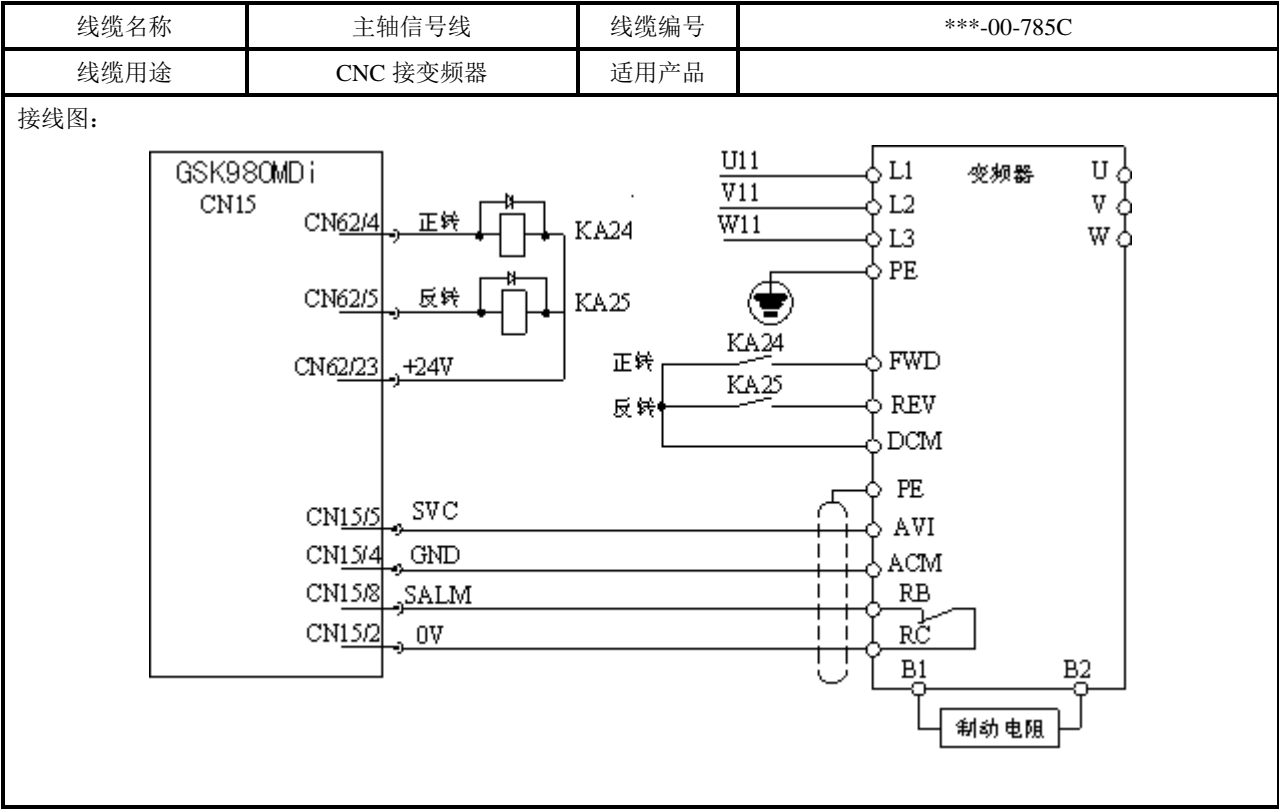 线缆名称 主轴信号线 线缆编号 ***-00-785C
线缆用途 CNC 接变频器 适用产品
接线图：
GSK980MDi
CN15
CN62/4 正转 KA24
CN62/5 反转 KA25
CN62/23 +24V
CN15/5 SVC
CN15/4 GND
CN15/8 SALM
CN15/2 0V
U11 L1 变频器 U
V11 L2 V
W11 L3 W
PE
正转 KA24 FWD
反转 KA25 REV
DCM
PE
AVI
ACM
RB
RC
B1 B2
制动电阻